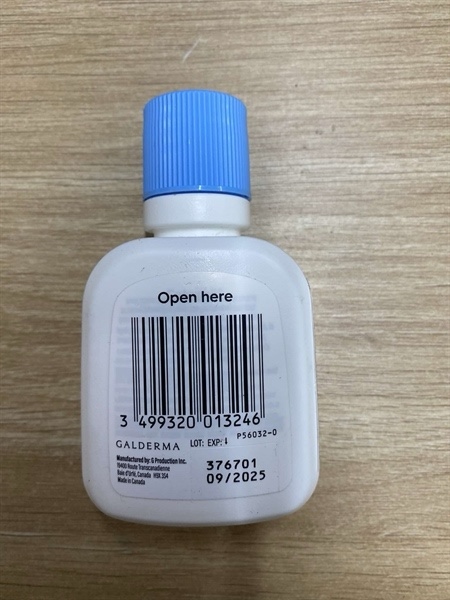 Open here
3 499320 013246
GALDERMA LOT: EXP: P56032-0
Manufactured by: G Production Inc.
19400 Route Transcanadienne
Baie d'Urfé, Canada H9X 3S4
Made in Canada
376701
09/2025